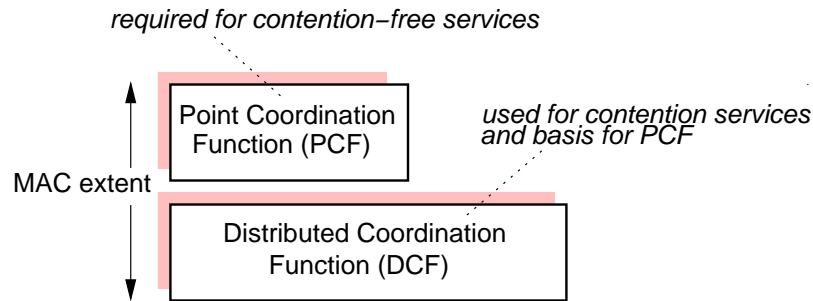 required for contention−free services
Point Coordination
Function (PCF)
used for contention services
and basis for PCF
MAC extent
Distributed Coordination
Function (DCF)